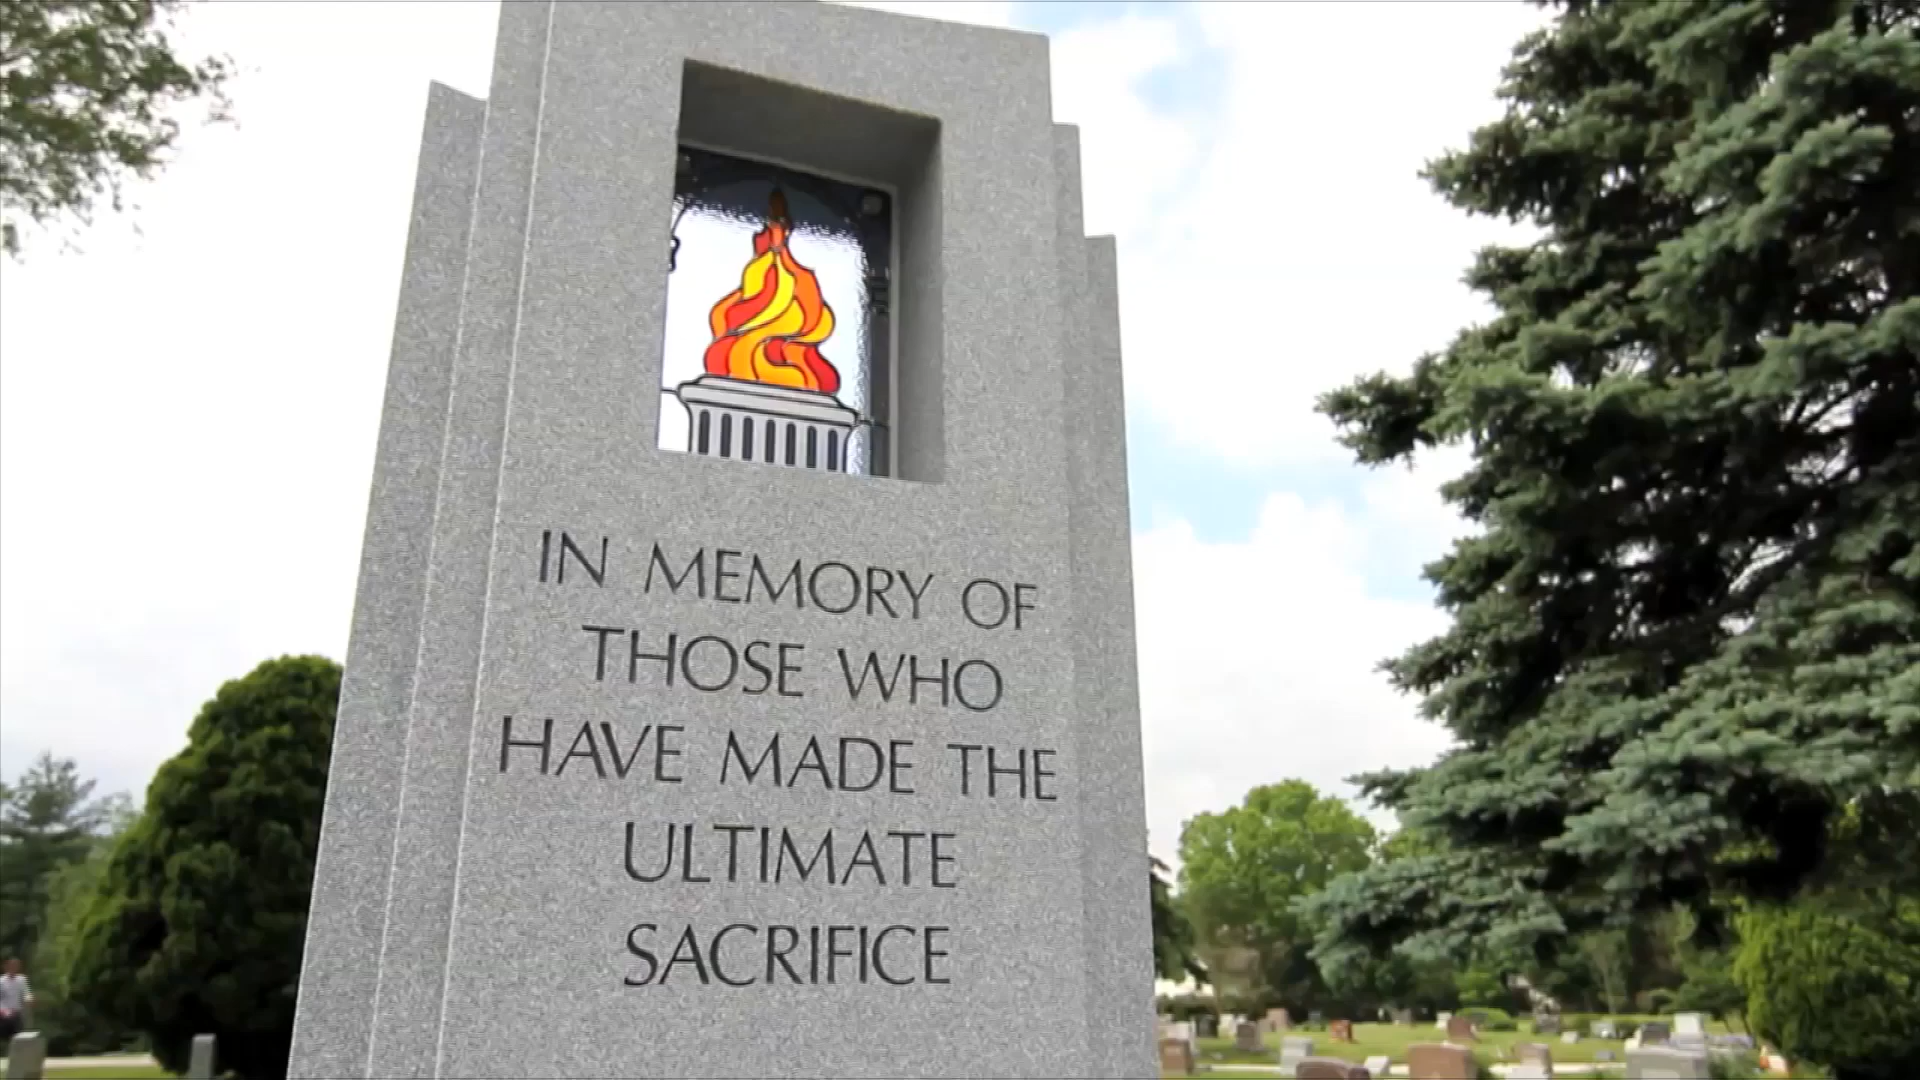 IN MEMORY OF
THOSE WHO
HAVE MADE THE
ULTIMATE
SACRIFICE